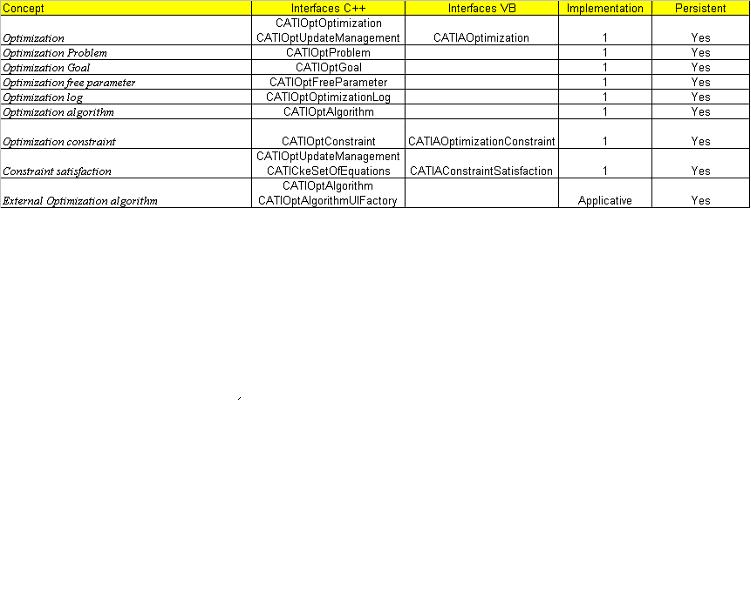 Concept Interfaces C++ Interfaces VB Implementation Persistent
CATIOptOptimization
Optimization CATIOptUpdateManagement CATIAOptimization 1 Yes
Optimization Problem CATIOptProblem 1 Yes
Optimization Goal CATIOptGoal 1 Yes
Optimization free parameter CATIOptFreeParameter 1 Yes
Optimization log CATIOptOptimizationLog 1 Yes
Optimization algorithm CATIOptAlgorithm 1 Yes
Optimization constraint CATIOptConstraint CATIAOptimizationConstraint 1 Yes
CATIOptUpdateManagement
Constraint satisfaction CATICkeSetOfEquations CATIAConstraintSatisfaction 1 Yes
CATIOptAlgorithm
External Optimization algorithm CATIOptAlgorithmUIFactory Applicative Yes